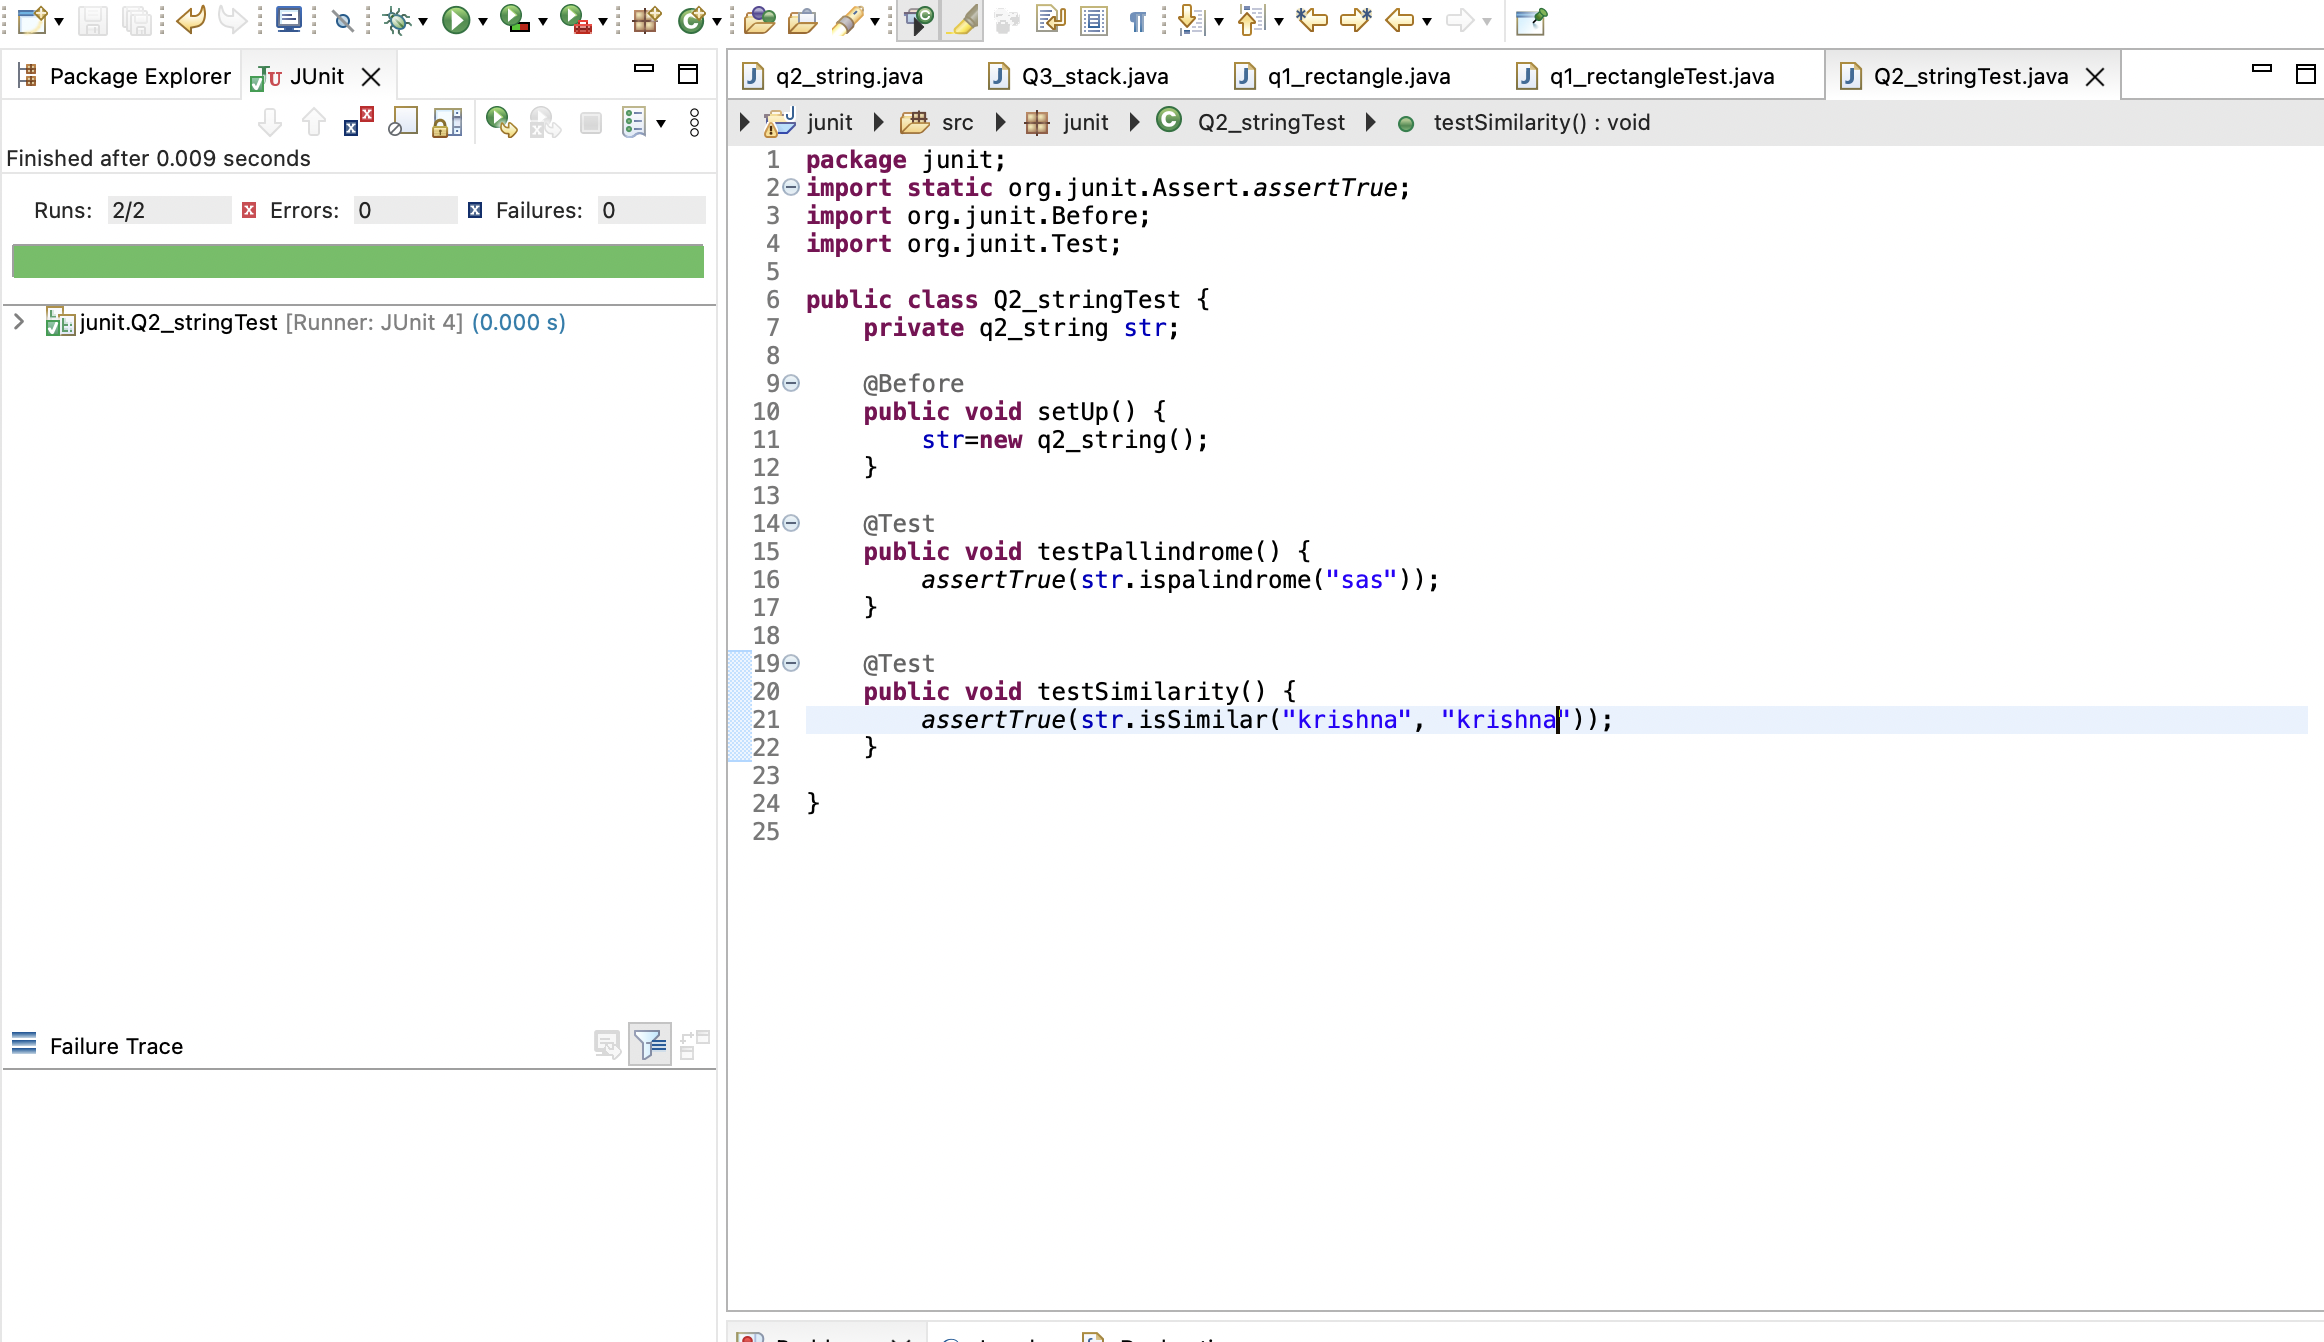 Package Explorer JUnit
Finished after 0.009 seconds
Runs: 2/2 Errors: 0 Failures: 0
junit.Q2_stringTest [Runner: JUnit 4] (0.000 s)
Failure Trace
q2_string.java Q3_stack.java q1_rectangle.java q1_rectangleTest.java Q2_stringTest.java
junit src junit Q2_stringTest testSimilarity() : void
1 package junit;
2 import static org.junit.Assert.assertTrue;
3 import org.junit.Before;
4 import org.junit.Test;
5
6 public class Q2_stringTest {
7 private q2_string str;
8
9 @Before
10 public void setUp() {
11 str=new q2_string();
12 }
13
14 @Test
15 public void testPallindrome() {
16 assertTrue(str.ispalindrome("sas"));
17 }
18
19 @Test
20 public void testSimilarity() {
21 assertTrue(str.isSimilar("krishna", "krishna"));
22 }
23
24 }
25